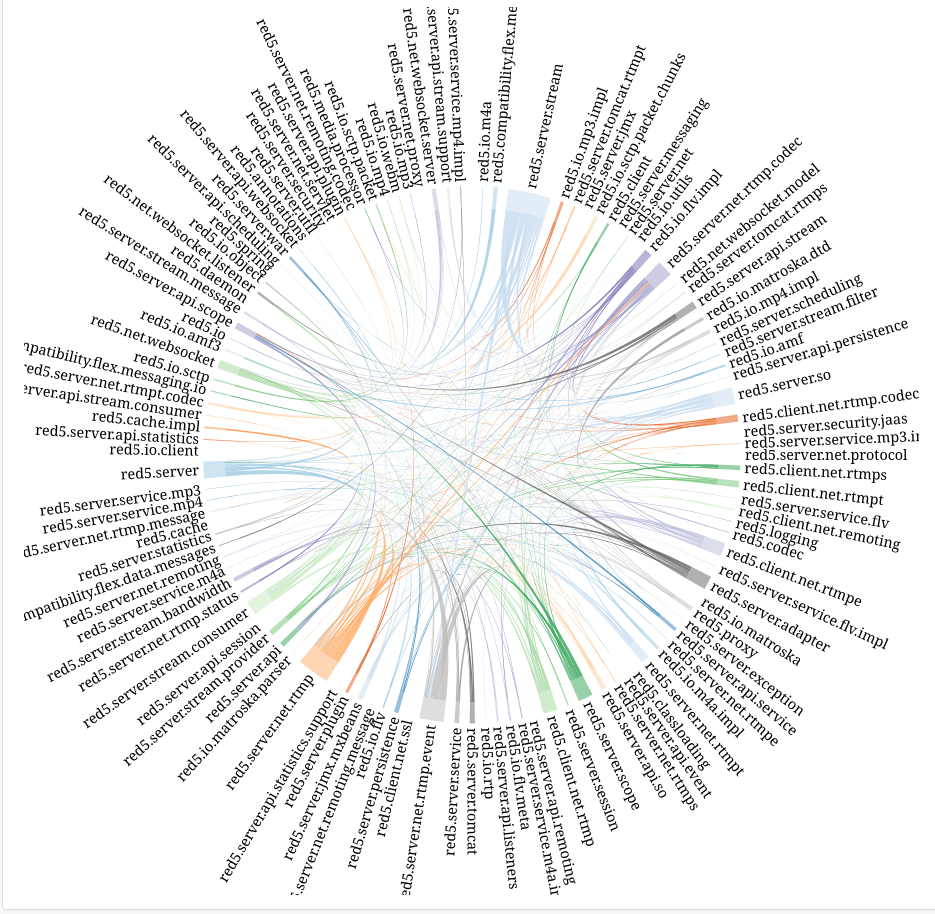 red5.io.m4a
red5.compatibility.flex.me
red5.server.stream
red5.io.mp3.impl
red5.server.tomcat.rtmpt
red5.server.jmx
red5.io.sctp.packet.chunks
red5.client
red5.server.messaging
red5.server.net
red5.io.utils
red5.io.flv.impl
red5.server.net.rtmp.codec
red5.net.websocket.model
red5.server.tomcat.rtmps
red5.server.api.stream
red5.io.matroska.dtd
red5.io.mp4.impl
red5.server.scheduling
red5.server.stream.filter
red5.io.amf
red5.server.api.persistence
red5.server.so
red5.client.net.rtmp.codec
red5.server.security.jaas
red5.server.service.mp3.i
red5.server.net.protocol
red5.client.net.rtmps
red5.client.net.rtmpt
red5.server.service.flv
red5.client.net.remoting
red5.logging
red5.codec
red5.client.net.rtmpe
red5.server.service.flv.impl
red5.server.adapter
red5.io.matroska
red5.proxy
red5.server.exception
red5.server.api.service
red5.server.net.rtmpe
red5.io.m4a.impl
red5.server.net.rtmpt
red5.classloading
red5.server.api.event
red5.server.net.rtmps
red5.server.api.so
red5.server.scope
red5.server.session
red5.client.net.rtmp
red5.server.api.remoting
red5.server.service.m4a.i
red5.io.flv.meta
red5.server.api.listeners
red5.io.rtp
red5.server.tomcat
red5.server.service
ed5.server.net.rtmp.event
red5.client.net.ssl
red5.server.persistence
red5.io.flv
s.server.net.remoting.message
red5.server.jmx.mxbeans
red5.server.plugin
red5.server.api.statistics.support
red5.server.net.rtmp
red5.io.matroska.parser
red5.server.api
red5.server.stream.provider
red5.server.api.session
red5.server.stream.consumer
red5.server.net.rtmp.status
red5.server.stream.bandwidth
red5.server.service.m4a
red5.server.net.remoting
mpatibility.flex.data.messages
red5.server.statistics
red5.cache
d5.server.net.rtmp.message
red5.server.service.mp4
red5.server.service.mp3
red5.server
red5.io.client
red5.server.api.statistics
red5.cache.impl
erver.api.stream.consumer
red5.server.net.rtmpt.codec
mpatibility.flex.messaging.io
red5.io.sctp
red5.net.websocket
red5.io.amf3
red5.io
red5.server.api.scope
red5.server.stream.message
red5.daemon
red5.net.websocket.listener
red5.io.object
red5.spring
red5.server.api.scheduling
red5.server.war
red5.server.api.websocket
red5.annotations
red5.server.util
red5.server.security
red5.server.net.servlet
red5.server.api.plugin
red5.server.net.remoting.codec
red5.media.processor
red5.io.sctp.packet
red5.io.mp4
red5.io.webm
red5.io.mp3
red5.server.net.proxy
red5.net.websocket.server
.server.api.stream.support
5.server.service.mp4.impl